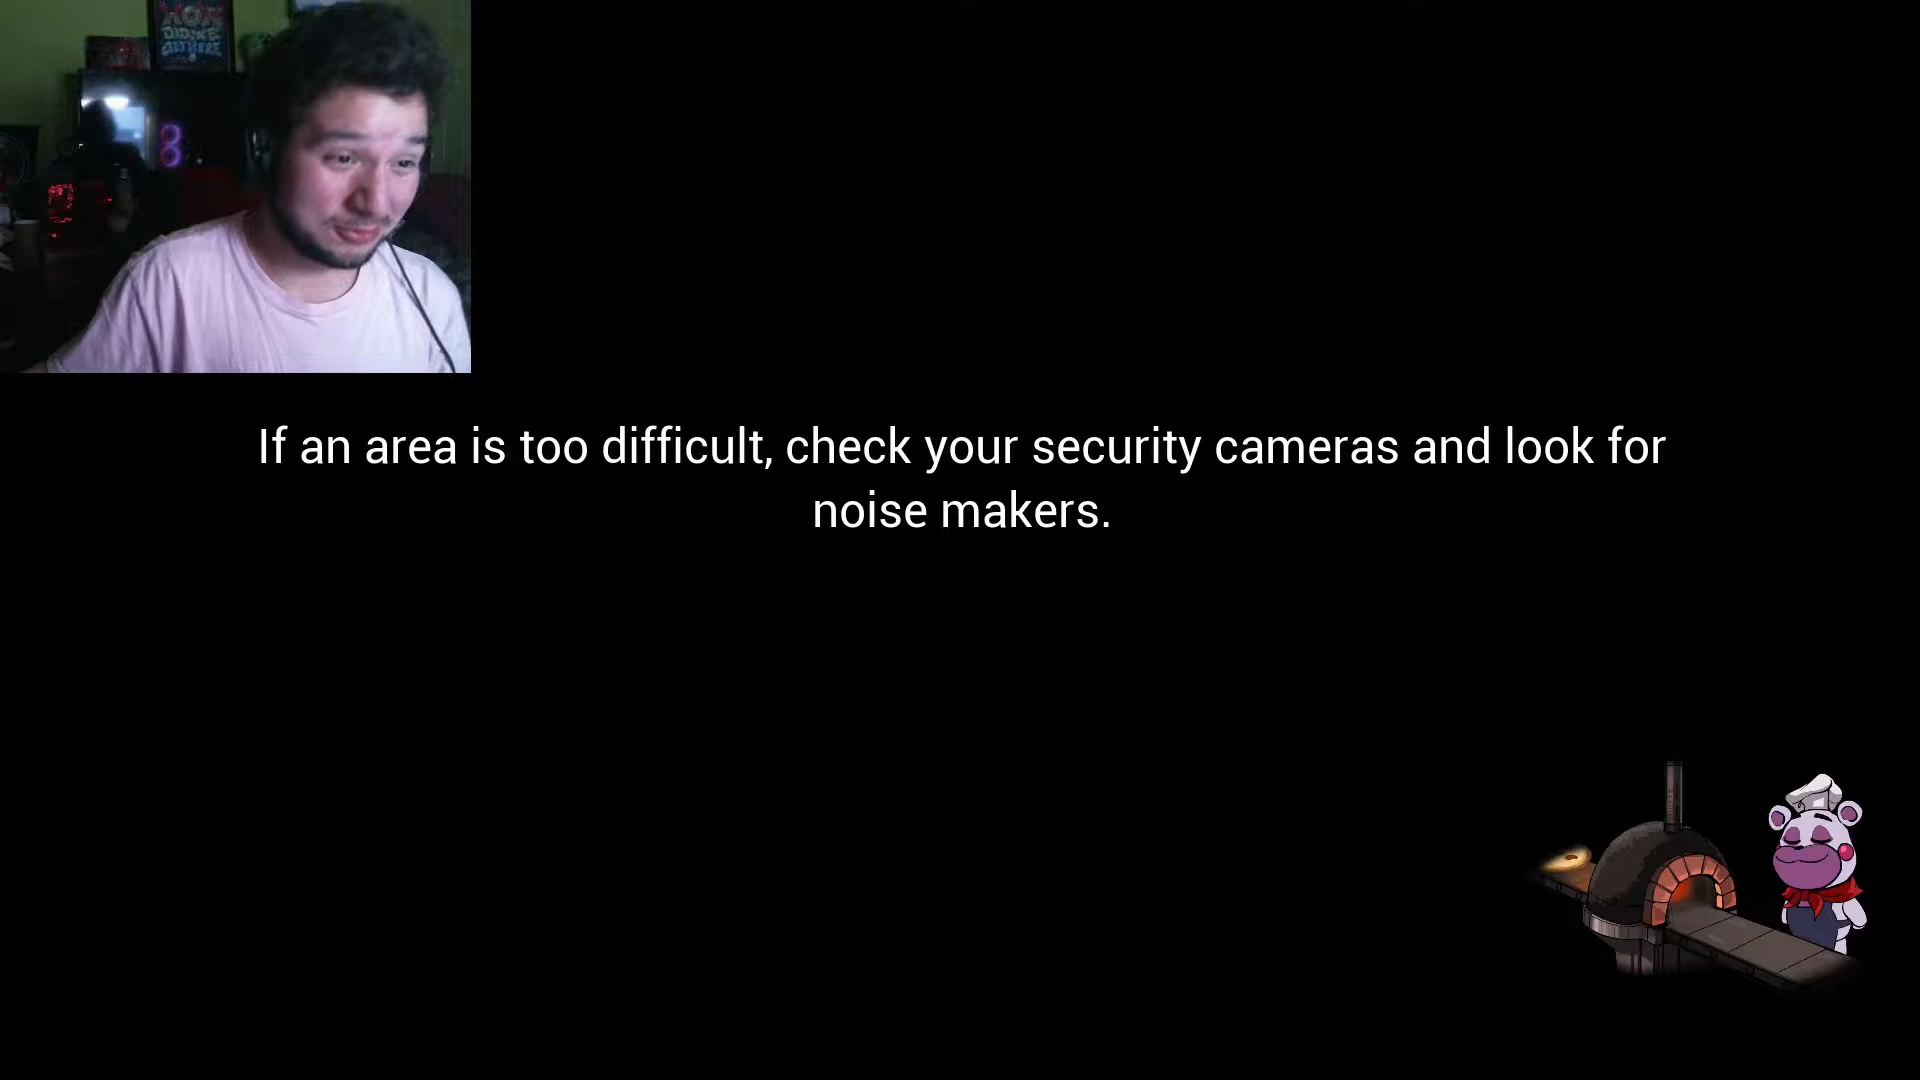 If an area is too difficult, check your security cameras and look for
noise makers.